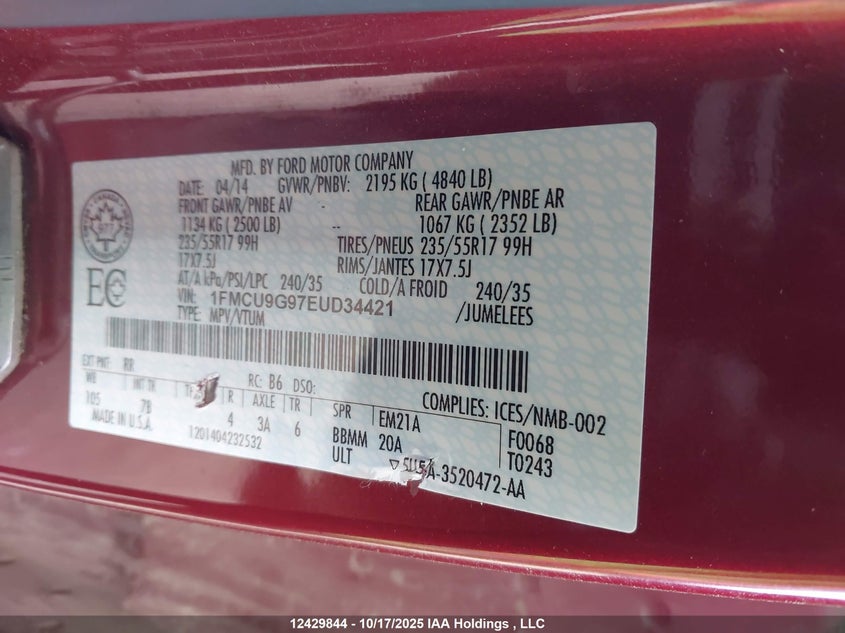 MFD. BY FORD MOTOR COMPANY
DATE: 04/14 GVWR/PNBV: 2195 KG ( 4840 LB)
FRONT GAWR/PNBE AV - REAR GAWR/PNBE AR
1134 KG ( 2500 LB) -- 1067 KG ( 2352 LB)
235/55R17 99H TIRES/PNEUS 235/55R17 99H
17X7.5J RIMS/JANTES 17X7.5J
AT/A kPa/PSI/LPC 240/35 COLD/A FROID 240/35
VIN: 1FMCU9G97EUD34421 /JUMELEES
TYPE: MPV/VTUM
EC
EXT PNT: RR RC: B6 DSO:
WB INT TR R AXLE TR SPR EM21A COMPLIES: ICES/NMB-002
105 7B 4 3A 6 BBMM 20A F0068
MADE IN U.S.A. 1201404232532 ULT T0243
5U5A-3520472-AA
12429844 - 10/17/2025 IAA Holdings , LLC